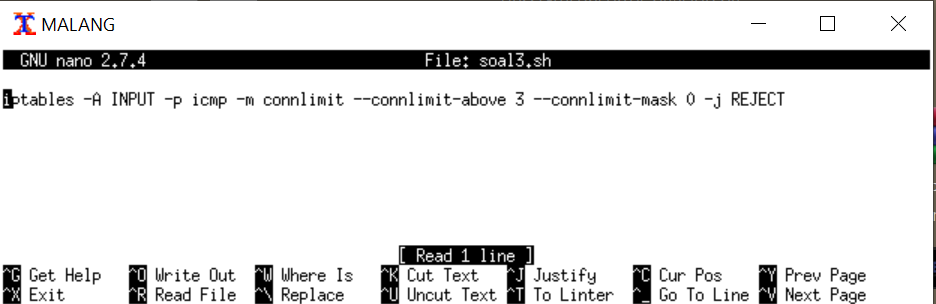 MALANG
GNU nano 2.7.4 File: soal3.sh
iptables -A INPUT -p icmp -m connlimit --connlimit-above 3 --connlimit-mask 0 -j REJECT
[ Read 1 line ]
^G Get Help ^O Write Out ^W Where Is ^K Cut Text ^J Justify ^C Cur Pos ^Y Prev Page
^X Exit ^R Read File ^\ Replace ^U Uncut Text ^T To Linter ^_ Go To Line ^V Next Page